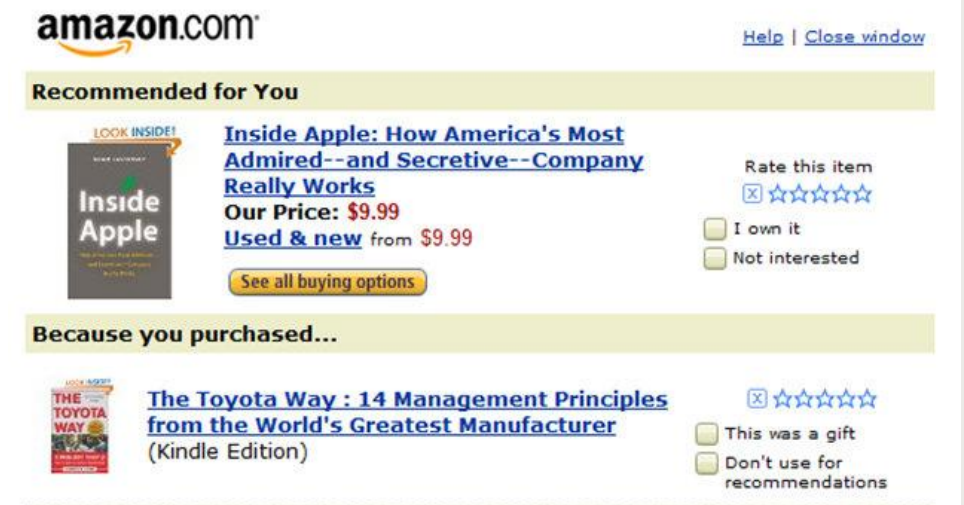 amazon.com
Help | Close window
Recommended for You
LOOK INSIDE!
Inside
Apple
Inside Apple: How America's Most
Admired--and Secretive--Company
Really Works
Our Price: $9.99
Used & new from $9.99
See all buying options
Rate this item
X
I own it
Not interested
Because you purchased...
LOOK INSIDE!
THE
TOYOTA
WAY
The Toyota Way : 14 Management Principles
from the World's Greatest Manufacturer
(Kindle Edition)
X
This was a gift
Don't use for
recommendations